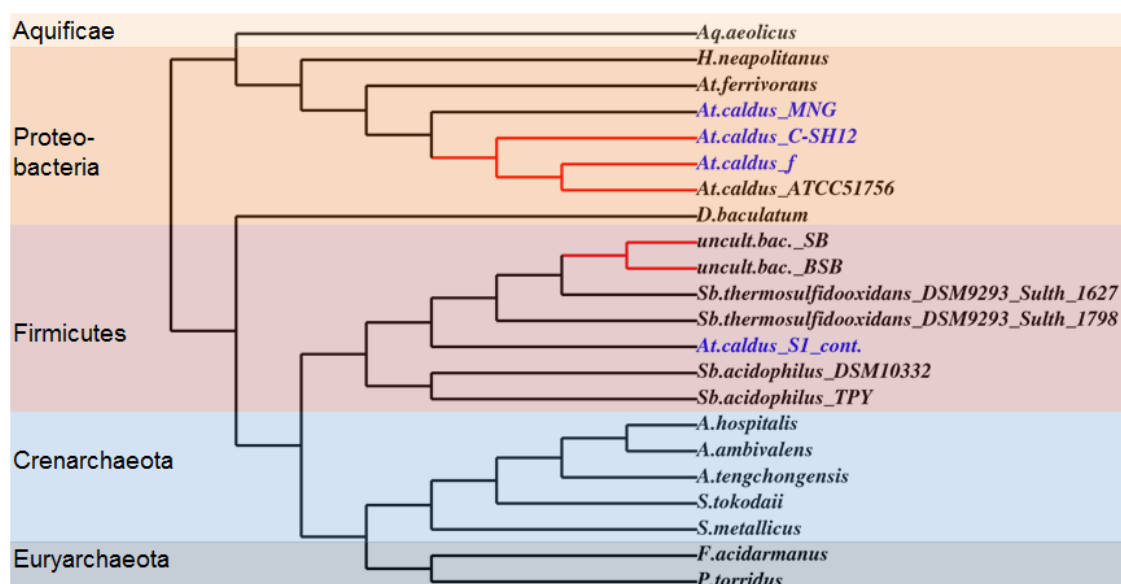 Aquificae
Aq.aeolicus
H.neapolitanus
At.ferrivorans
At.caldus_MNG
Proteo-
bacteria
At.caldus_C-SH12
At.caldus_f
At.caldus_ATCC51756
D.baculatum
uncult.bac._SB
uncult.bac._BSB
Sb.thermosulfidooxidans_DSM9293_Sulth_1627
Firmicutes
Sb.thermosulfidooxidans_DSM9293_Sulth_1798
At.caldus_S1_cont.
Sb.acidophilus_DSM10332
Sb.acidophilus_TPY
A.hospitalis
A.ambivalens
Crenarchaeota
A.tengchongensis
S.tokodaii
S.metallicus
Euryarchaeota
F.acidarmanus
P.torridus